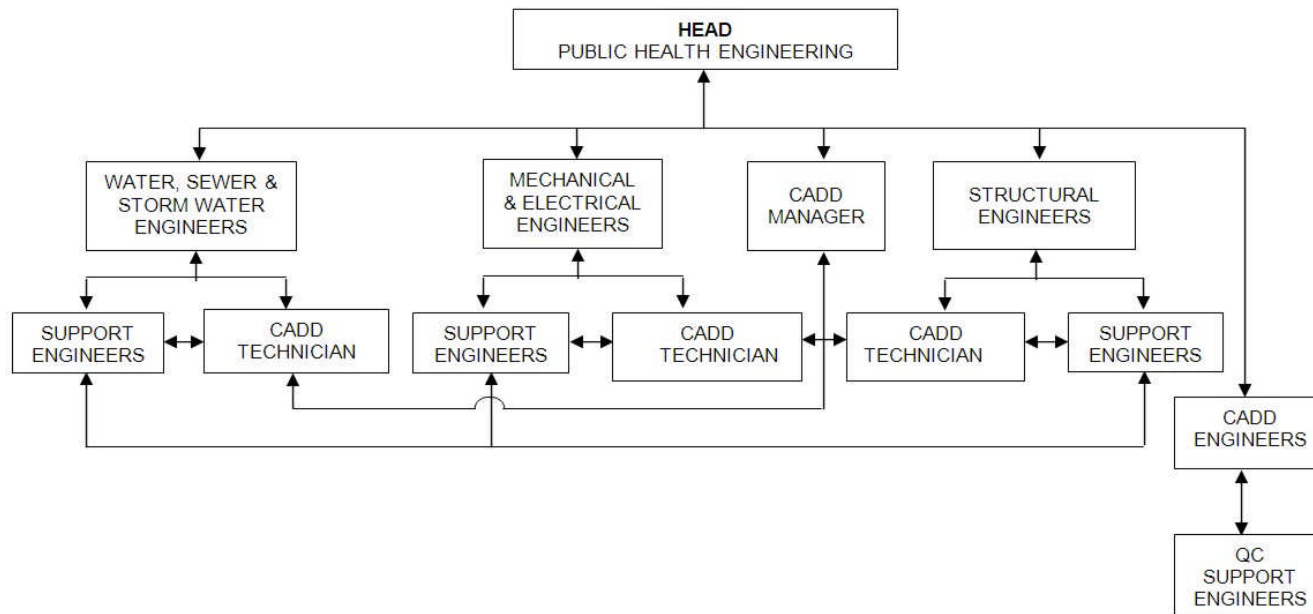 HEAD
PUBLIC HEALTH ENGINEERING
WATER, SEWER &
STORM WATER
ENGINEERS
MECHANICAL
& ELECTRICAL
ENGINEERS
CADD
MANAGER
STRUCTURAL
ENGINEERS
SUPPORT
ENGINEERS
CADD
TECHNICIAN
SUPPORT
ENGINEERS
CADD
TECHNICIAN
CADD
TECHNICIAN
SUPPORT
ENGINEERS
CADD
ENGINEERS
QC
SUPPORT
ENGINEERS